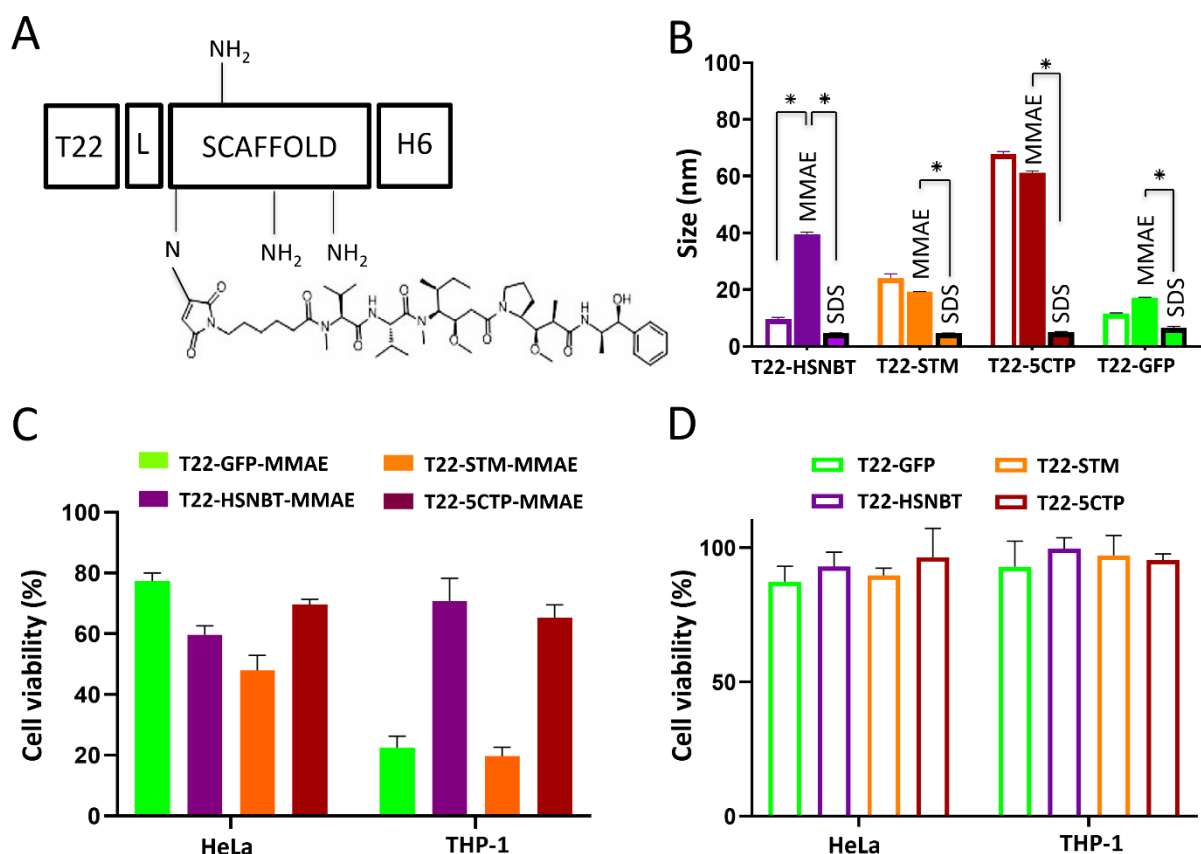 A
NH2
T22 L SCAFFOLD H6
N NH2 NH2
O
N
O
O
N
O
H
N
O
N
O
O
N
O
O
H
N
OH
B
Size (nm)
100
80
60
40
20
0
MMAE SDS
MMAE SDS
MMAE SDS
MMAE SDS
* * * * *
T22-HSNBT T22-STM T22-5CTP T22-GFP
C
T22-GFP-MMAE T22-STM-MMAE
T22-HSNBT-MMAE T22-5CTP-MMAE
Cell viability (%)
100
80
60
40
20
0
HeLa THP-1
D
T22-GFP T22-STM
T22-HSNBT T22-5CTP
Cell viability (%)
100
50
0
HeLa THP-1